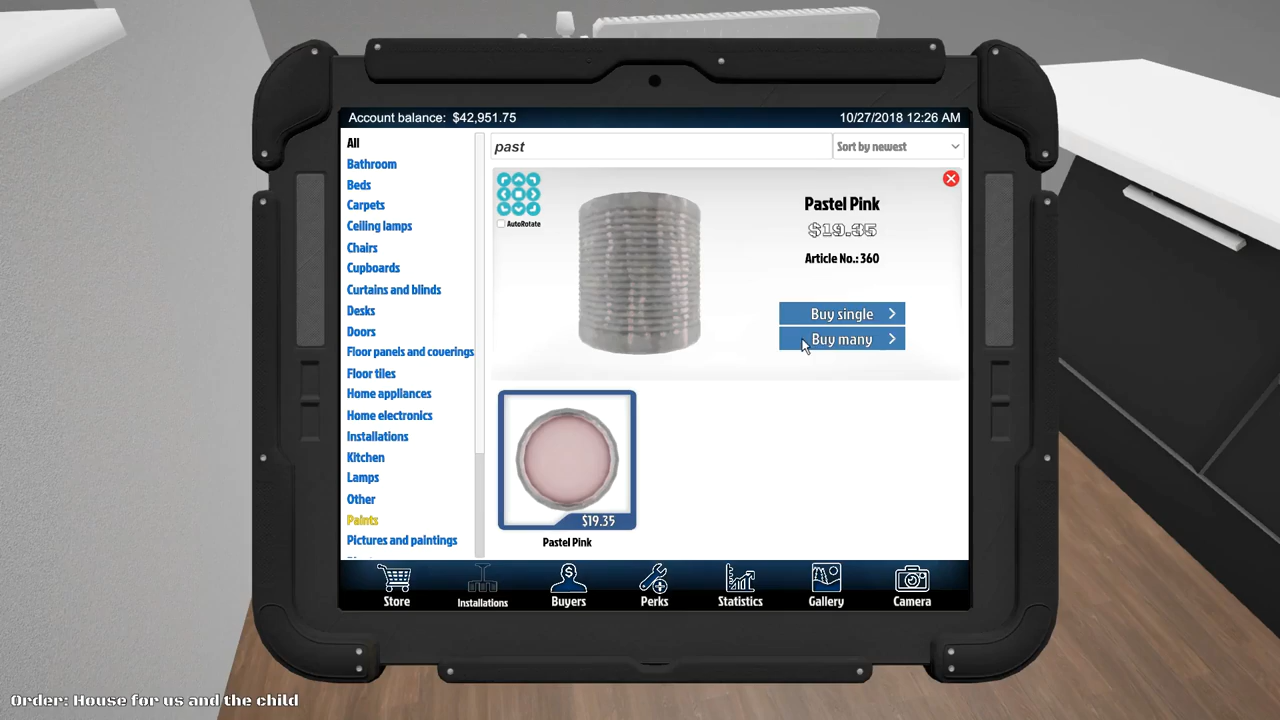 Account balance: $42,951.75
10/27/2018 12:26 AM
All
Bathroom
Beds
Carpets
Ceiling lamps
Chairs
Cupboards
Curtains and blinds
Desks
Doors
Floor panels and coverings
Floor tiles
Home appliances
Home electronics
Installations
Kitchen
Lamps
Other
Paints
Pictures and paintings
past
Sort by newest
AutoRotate
Pastel Pink
$19.35
Article No.: 360
Buy single
Buy many
$19.35
Pastel Pink
Store
Installations
Buyers
Perks
Statistics
Gallery
Camera
Order: House for us and the child